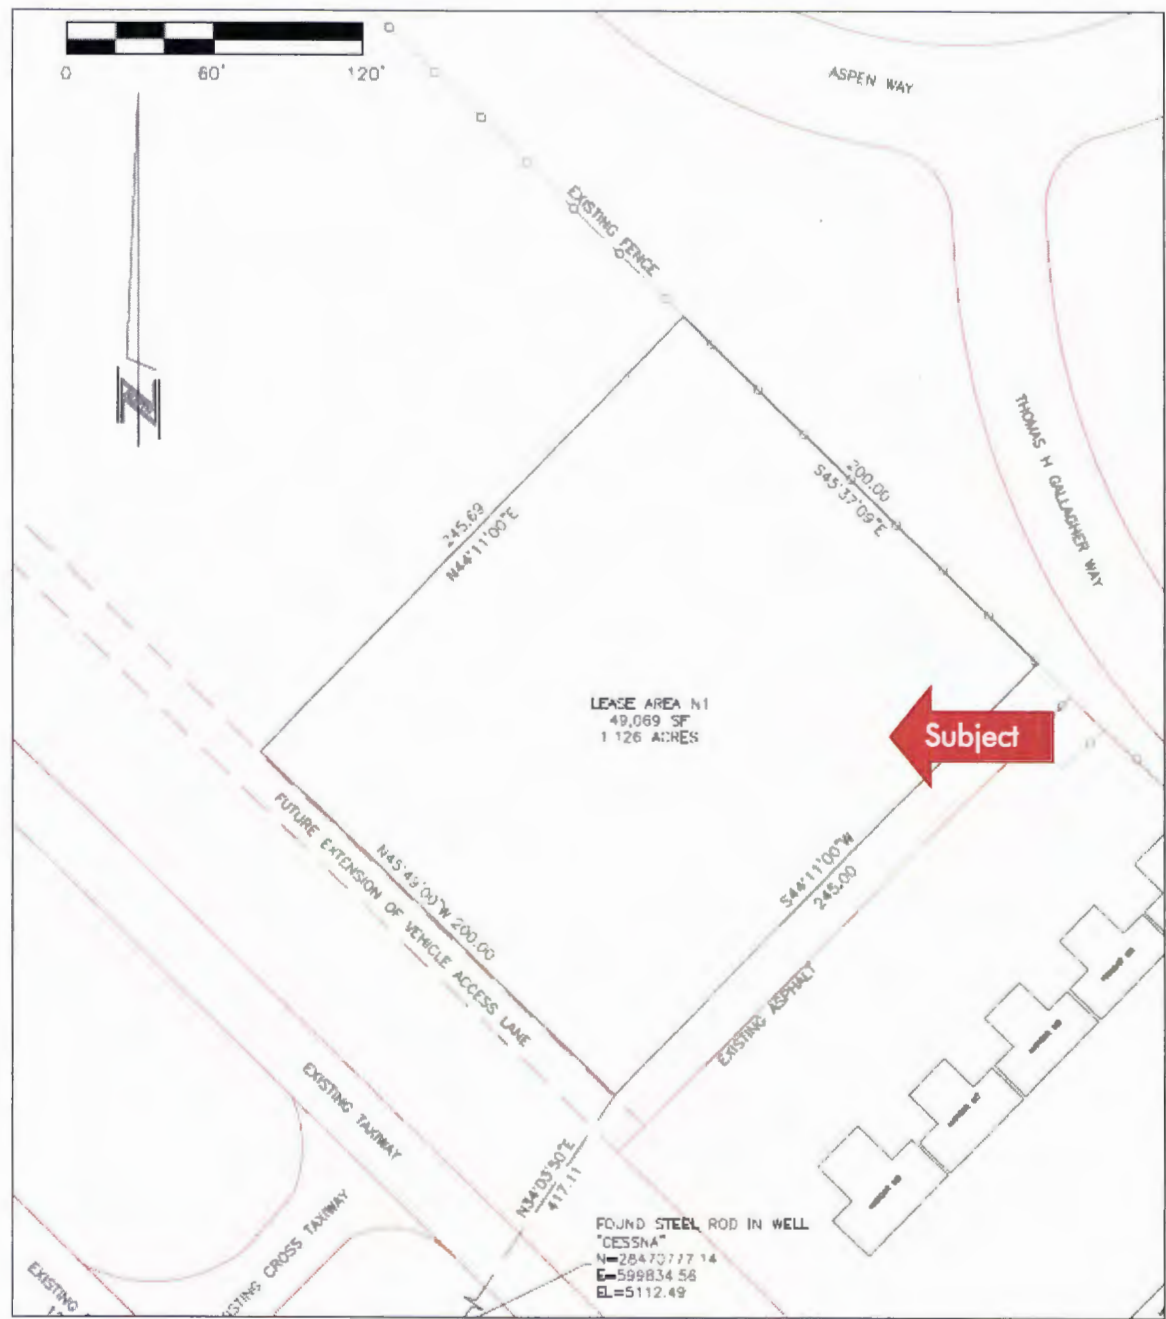 0 60' 120'
ASPEN WAY
EXISTING FENCE
THOMAS H GALLAGHER WAY
200.00
S45°37'09"E
245.69
N44°11'00"E
LEASE AREA N1
49,069 SF
1.126 ACRES
Subject
FUTURE EXTENSION OF VEHICLE ACCESS LANE
N45°49'00"W 200.00
S44°11'00"W
245.00
EXISTING ASPHALT
EXISTING TAXIWAY
N34°03'50"E
417.11
EXISTING CROSS TAXIWAY
EXISTING
FOUND STEEL ROD IN WELL
"CESSNA"
N=28470777.14
E=599834.56
EL=5112.49